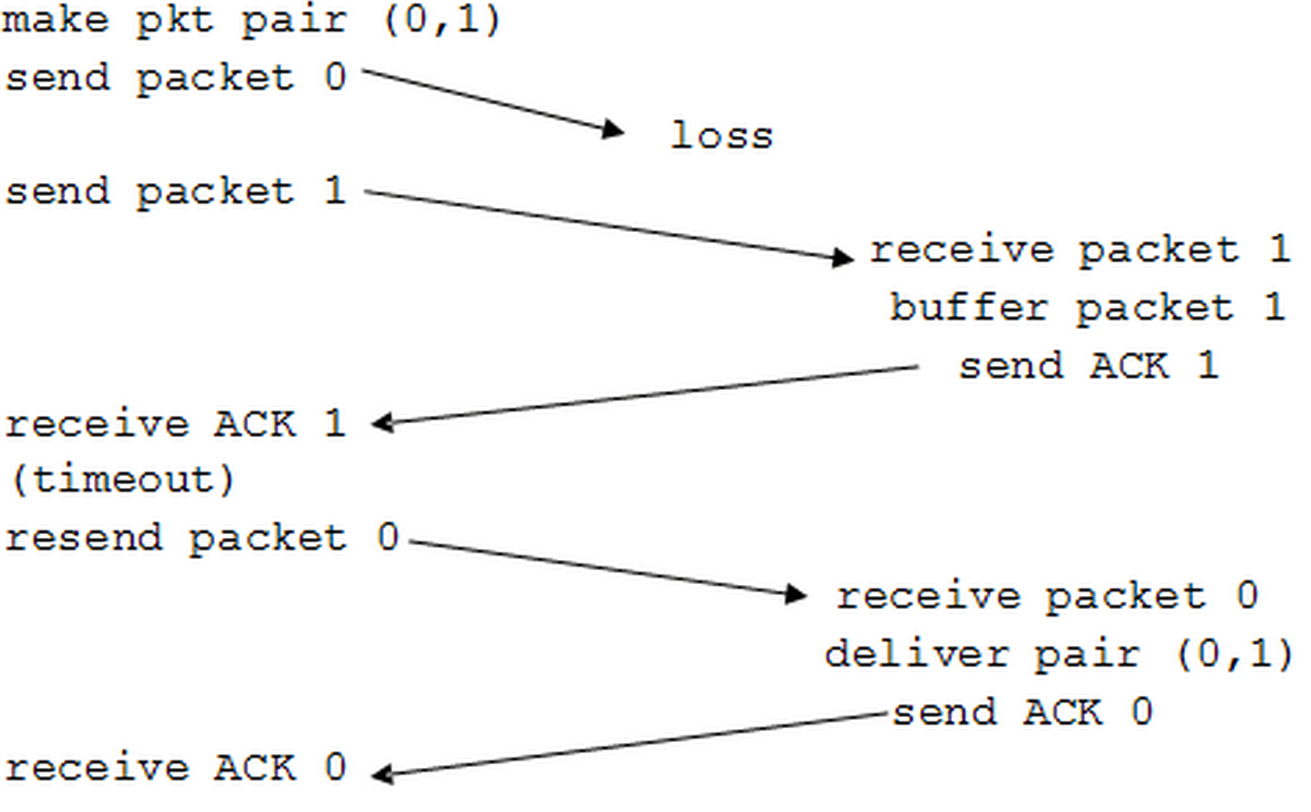 make pkt pair (0,1)
send packet 0
loss
send packet 1
receive packet 1
buffer packet 1
send ACK 1
receive ACK 1
(timeout)
resend packet 0
receive packet 0
deliver pair (0,1)
send ACK 0
receive ACK 0